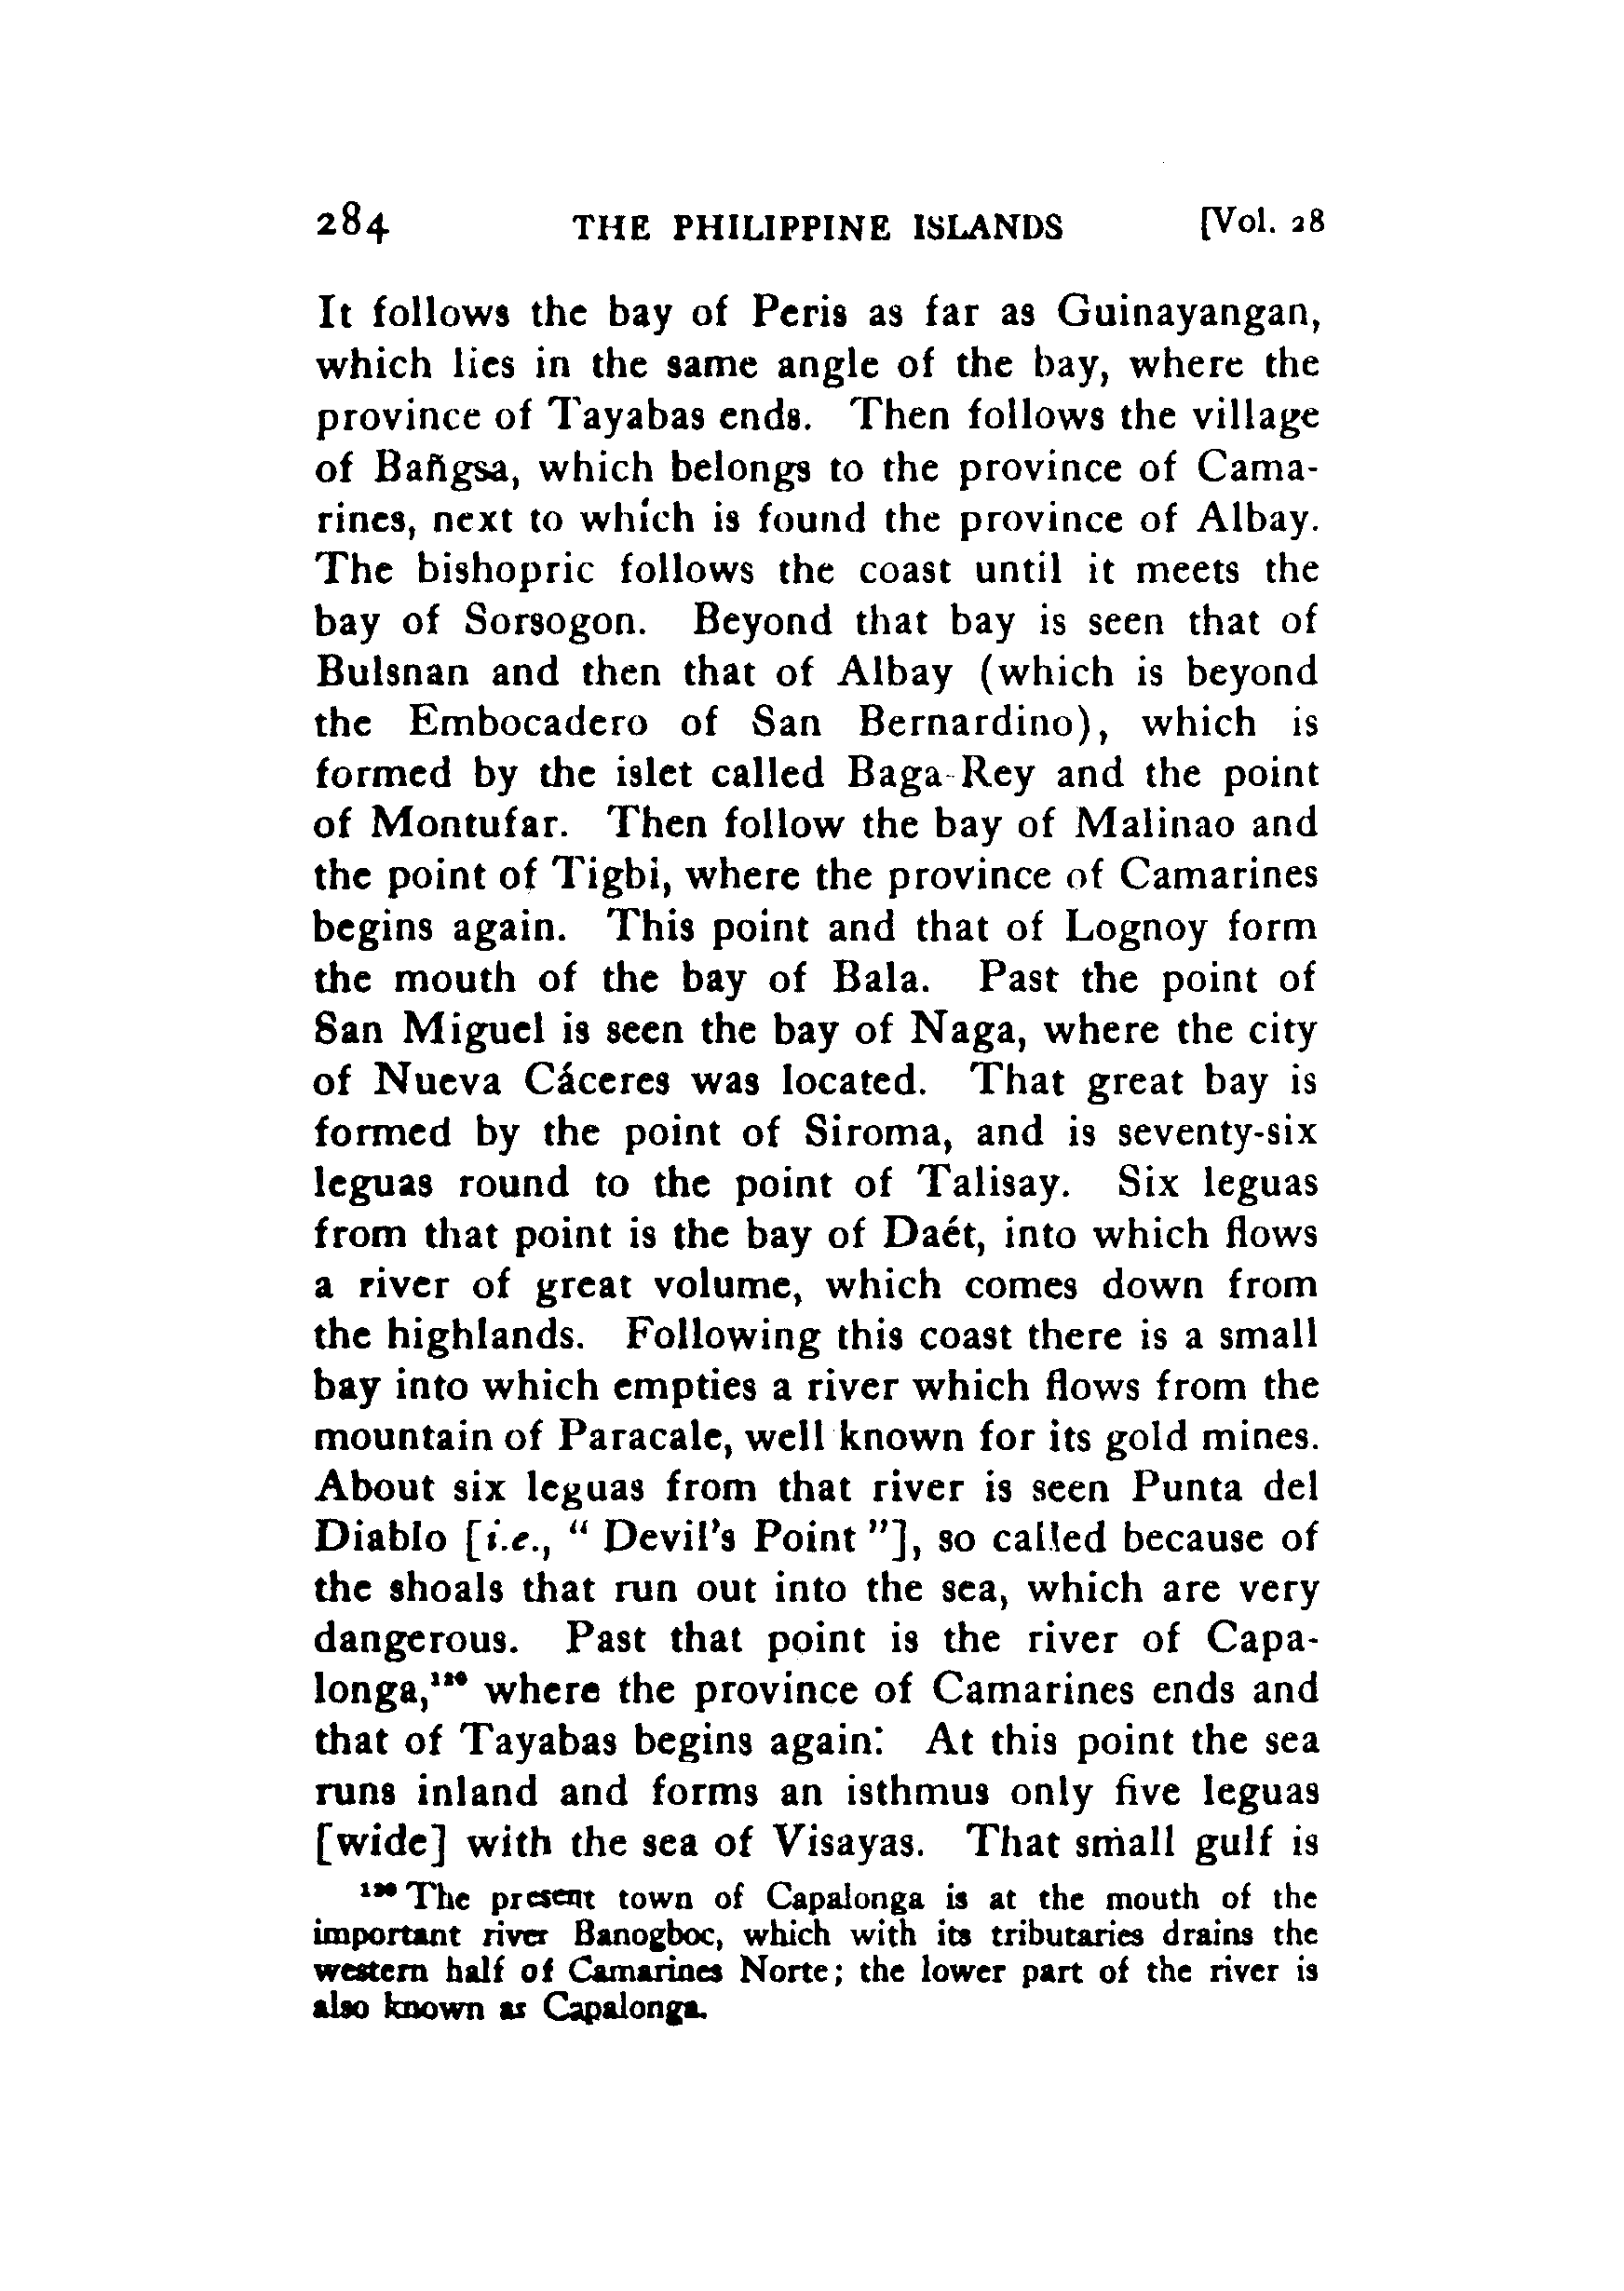 284 THE PHILIPPINE ISLANDS [Vol. 28
It follows the bay of Peris as far as Guinayangan,
which lies in the same angle of the bay, where the
province of Tayabas ends. Then follows the village
of Bañgsa, which belongs to the province of Cama-
rines, next to which is found the province of Albay.
The bishopric follows the coast until it meets the
bay of Sorsogon. Beyond that bay is seen that of
Bulsnan and then that of Albay (which is beyond
the Embocadero of San Bernardino), which is
formed by the islet called Baga-Rey and the point
of Montufar. Then follow the bay of Malinao and
the point of Tigbi, where the province of Camarines
begins again. This point and that of Lognoy form
the mouth of the bay of Bala. Past the point of
San Miguel is seen the bay of Naga, where the city
of Nueva Cáceres was located. That great bay is
formed by the point of Siroma, and is seventy-six
leguas round to the point of Talisay. Six leguas
from that point is the bay of Daét, into which flows
a river of great volume, which comes down from
the highlands. Following this coast there is a small
bay into which empties a river which flows from the
mountain of Paracale, well known for its gold mines.
About six leguas from that river is seen Punta del
Diablo [i.e., “ Devil's Point ”], so called because of
the shoals that run out into the sea, which are very
dangerous. Past that point is the river of Capa-
longa, where the province of Camarines ends and
that of Tayabas begins again. At this point the sea
runs inland and forms an isthmus only five leguas
[wide] with the sea of Visayas. That small gulf is
The present town of Capalonga is at the mouth of the
important river Banogboc, which with its tributaries drains the
western half of Camarines Norte; the lower part of the river is
also known as Capalonga.